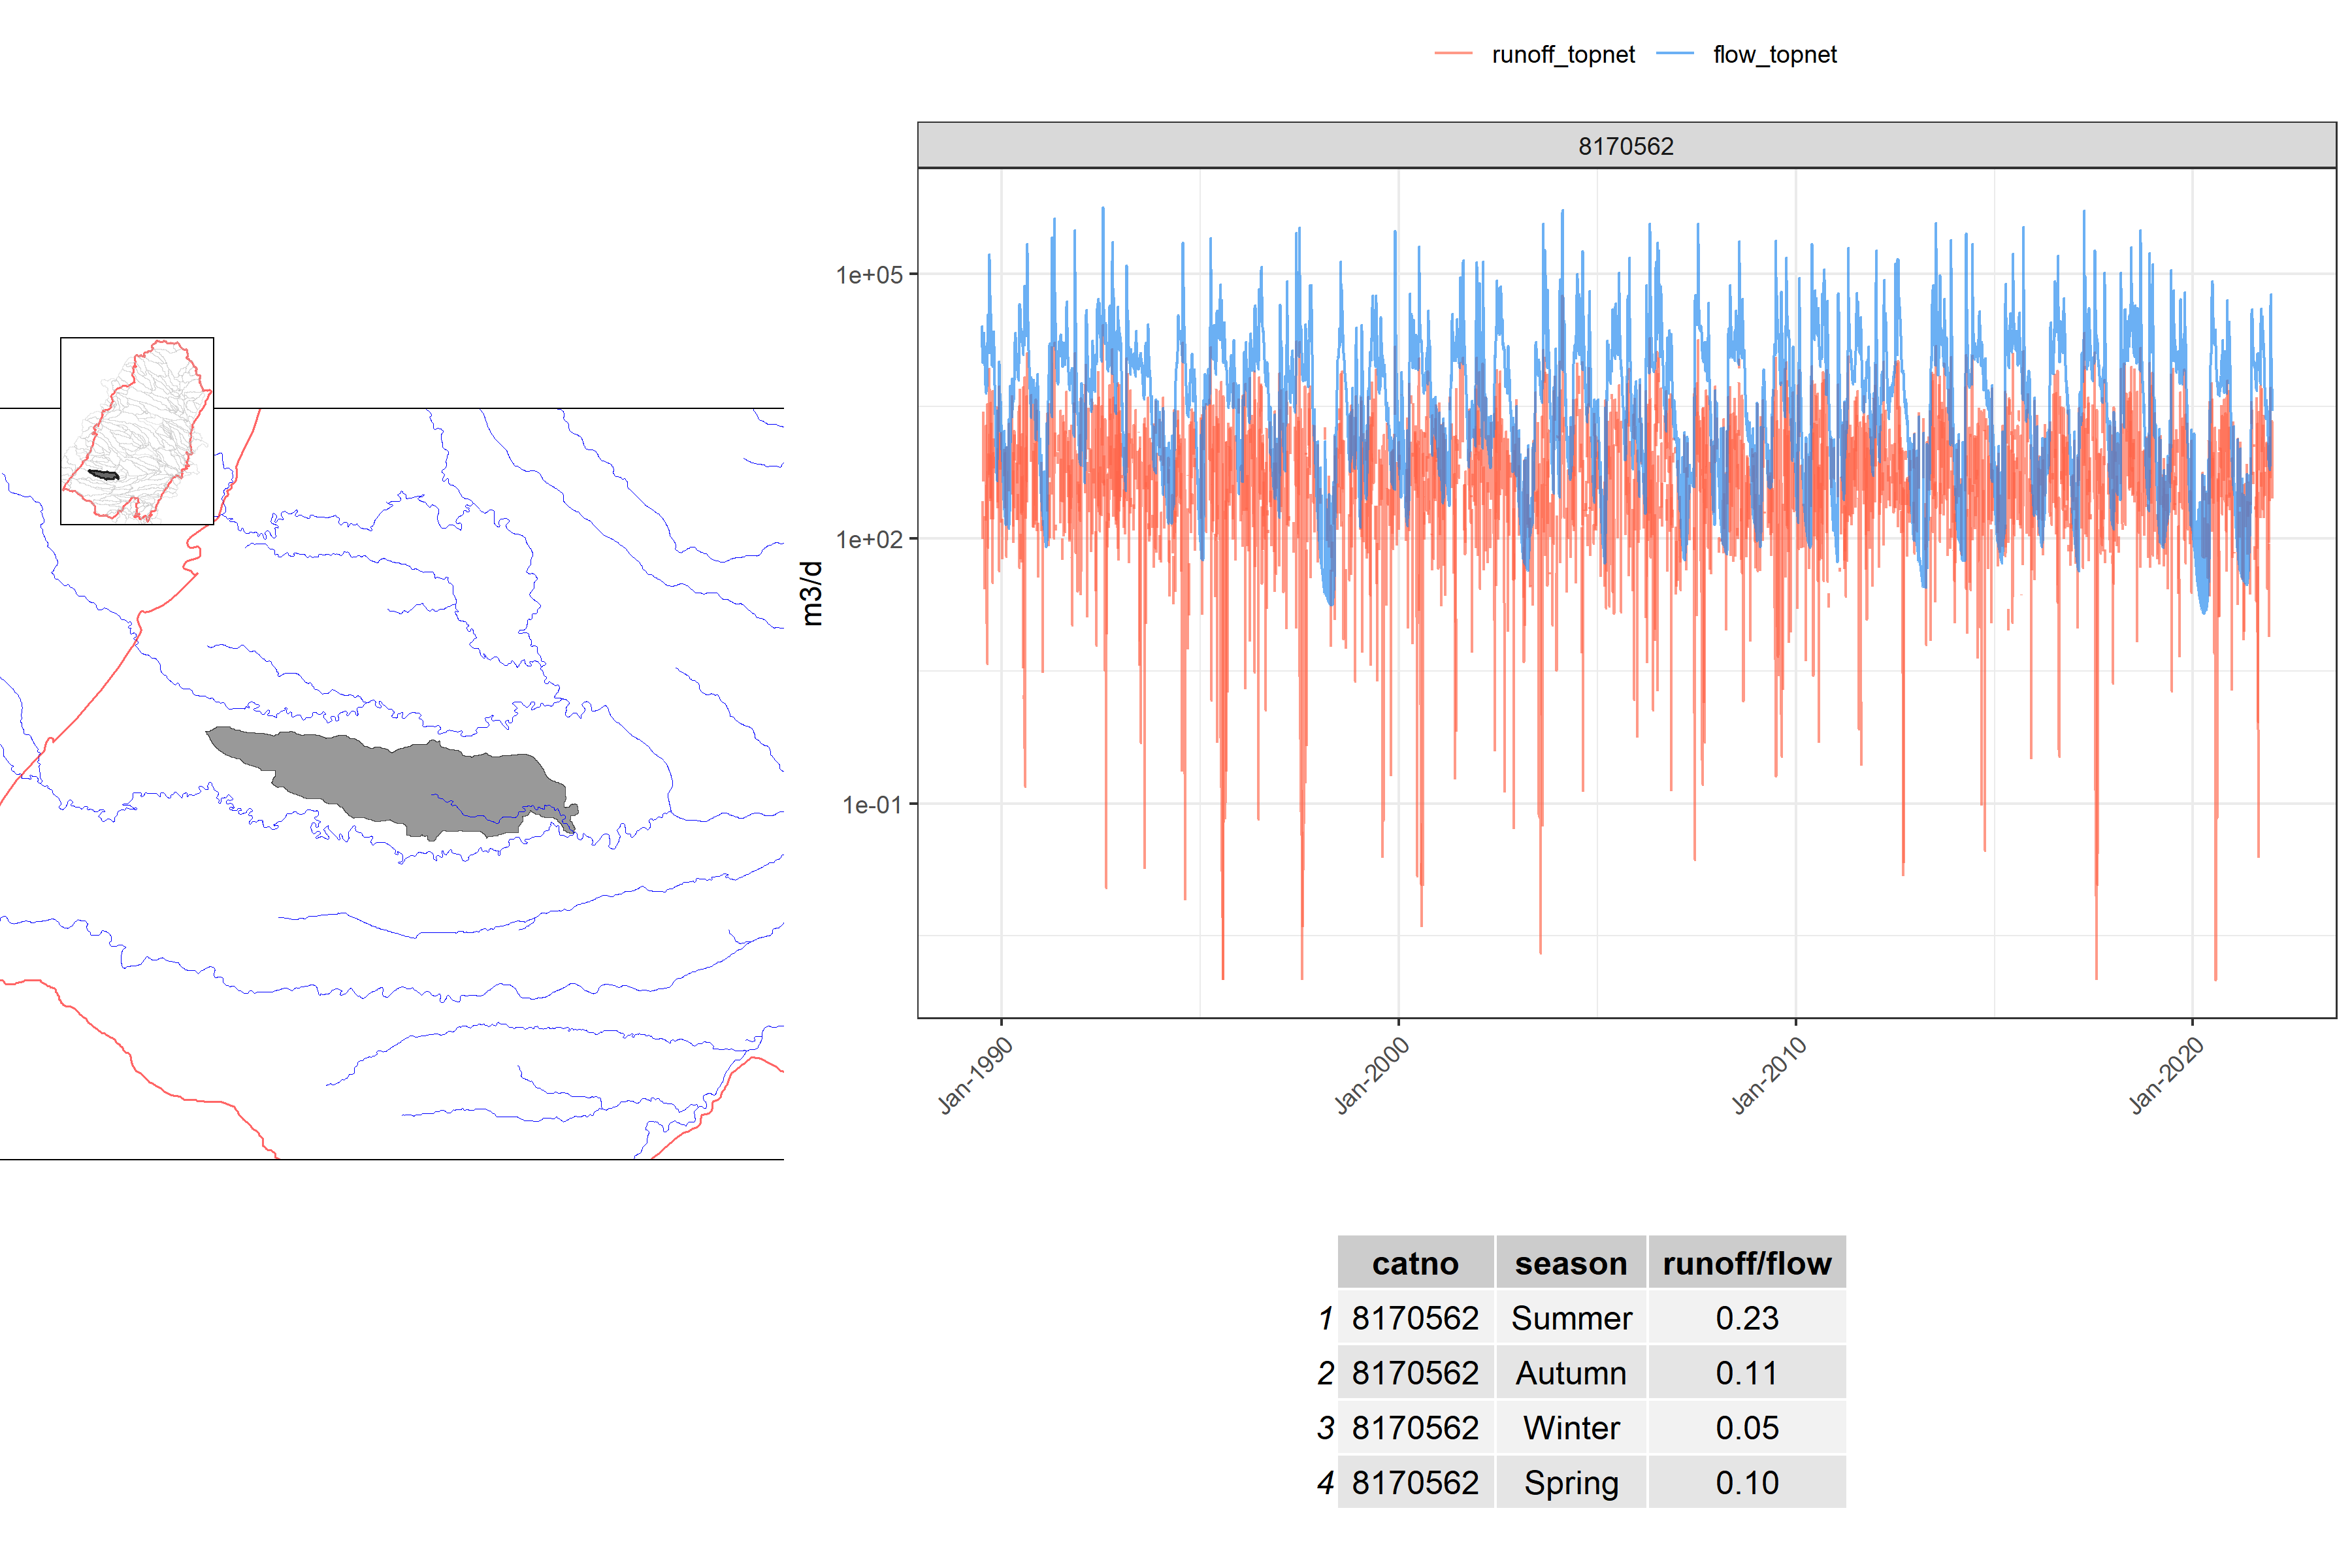 runoff_topnet flow_topnet
8170562
1e+05
1e+02
1e-01
m3/d
Jan-1990 Jan-2000 Jan-2010 Jan-2020
catno season runoff/flow
1 8170562 Summer 0.23
2 8170562 Autumn 0.11
3 8170562 Winter 0.05
4 8170562 Spring 0.10